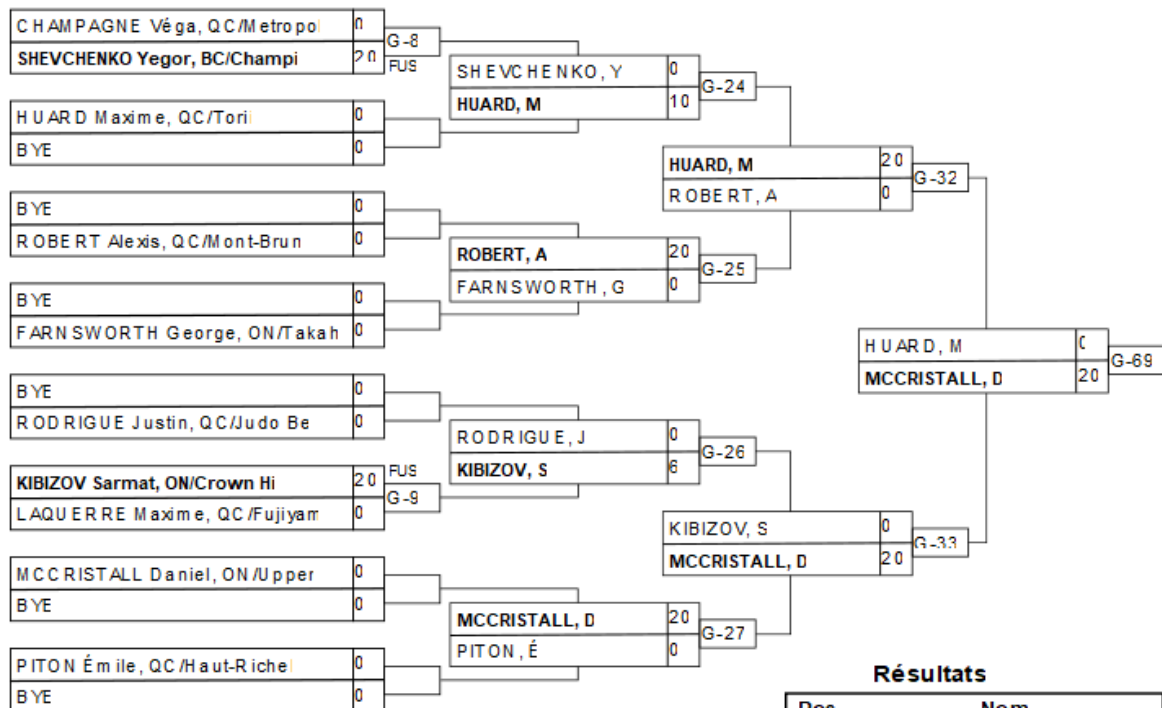 CHAMPAGNE Véga, QC/Metropol 0
SHEVCHENKO Yegor, BC/Champi 20
G-8
FUS
HUARD Maxime, QC/Torii 0
BYE 0
BYE 0
ROBERT Alexis, QC/Mont-Brun 0
BYE 0
FARNSWORTH George, ON/Takah 0
BYE 0
RODRIGUE Justin, QC/Judo Be 0
KIBIZOV Sarmat, ON/Crown Hi 20
LAQUERRE Maxime, QC/Fujiyam 0
FUS
G-9
MCCRISTALL Daniel, ON/Upper 0
BYE 0
PITON Émile, QC/Haut-Richel 0
BYE 0
SHEVCHENKO, Y 0
HUARD, M 10
G-24
ROBERT, A 20
FARNSWORTH, G 0
G-25
RODRIGUE, J 0
KIBIZOV, S 6
G-26
MCCRISTALL, D 20
PITON, É 0
G-27
HUARD, M 20
ROBERT, A 0
G-32
KIBIZOV, S 0
MCCRISTALL, D 20
G-33
HUARD, M 0
MCCRISTALL, D 20
G-69
Résultats
Pos Nom